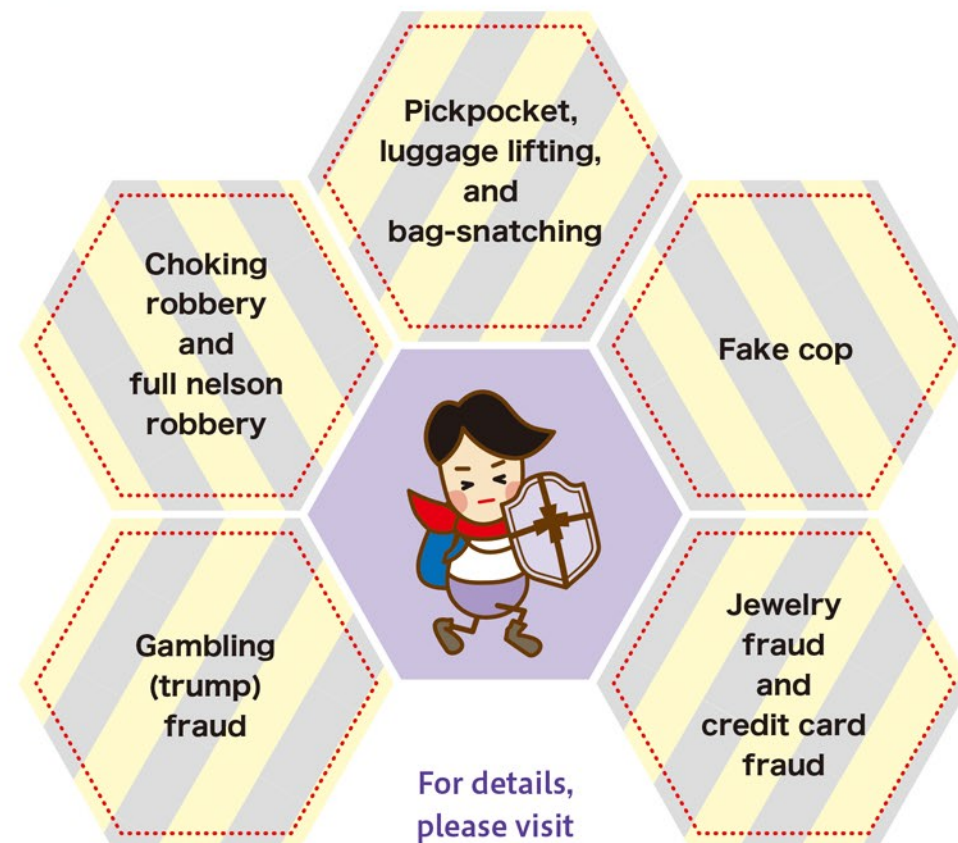 Pickpocket,
luggage lifting,
and
bag-snatching
Choking
robbery
and
full nelson
robbery
Fake cop
Gambling
(trump)
fraud
Jewelry
fraud
and
credit card
fraud
For details,
please visit